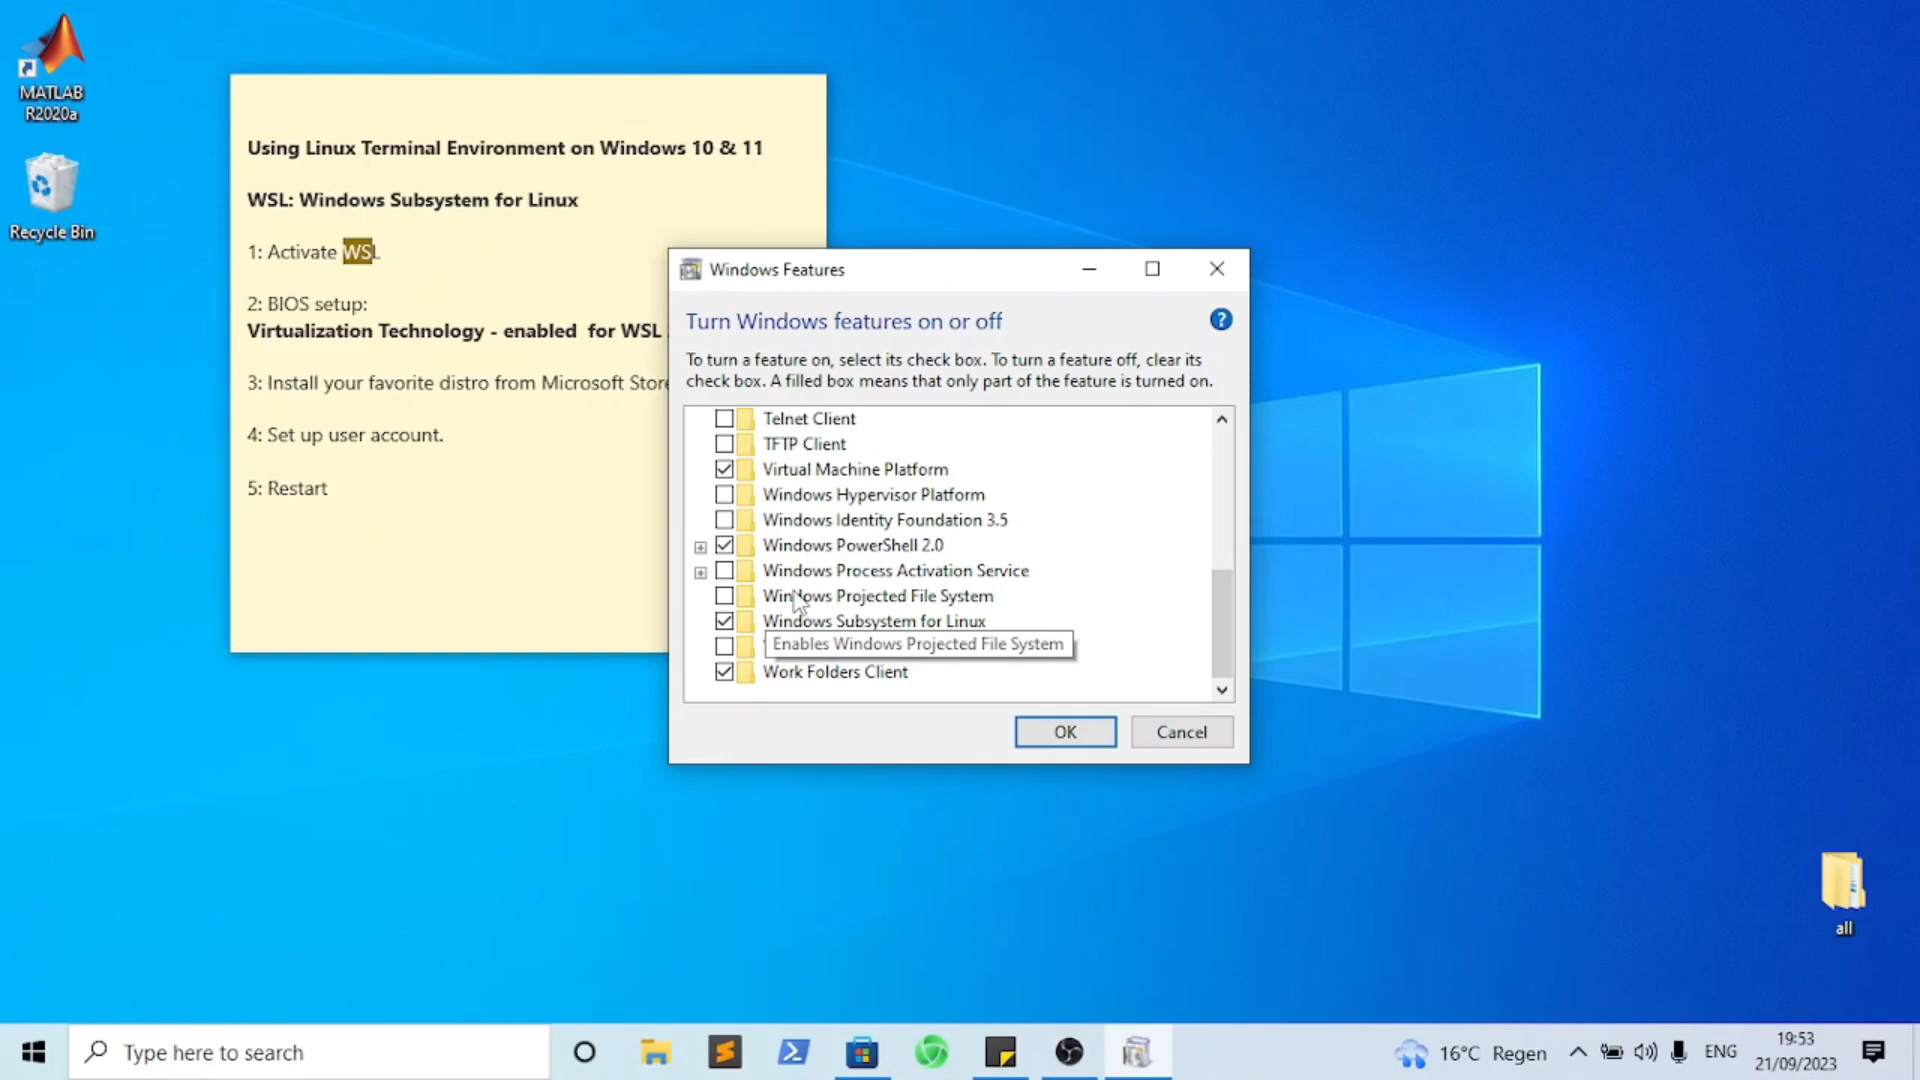 MATLAB
R2020a
Recycle Bin
Using Linux Terminal Environment on Windows 10 & 11
WSL: Windows Subsystem for Linux
1: Activate WSL
2: BIOS setup:
Virtualization Technology - enabled for WSL
3: Install your favorite distro from Microsoft Store
4: Set up user account.
5: Restart
Windows Features
Turn Windows features on or off
?
To turn a feature on, select its check box. To turn a feature off, clear its
check box. A filled box means that only part of the feature is turned on.
Telnet Client
TFTP Client
Virtual Machine Platform
Windows Hypervisor Platform
Windows Identity Foundation 3.5
Windows PowerShell 2.0
Windows Process Activation Service
Windows Projected File System
Windows Subsystem for Linux
Enables Windows Projected File System
Work Folders Client
OK
Cancel
all
Type here to search
16°C Regen
ENG
19:53
21/09/2023